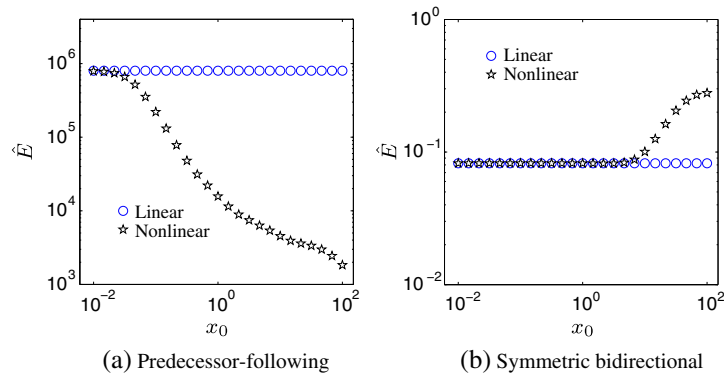 10^6
10^5
10^4
10^3
Ê
Linear
Nonlinear
10^-2
10^0
10^2
x_0
(a) Predecessor-following
10^0
10^-1
10^-2
Ê
Linear
Nonlinear
10^-2
10^0
10^2
x_0
(b) Symmetric bidirectional